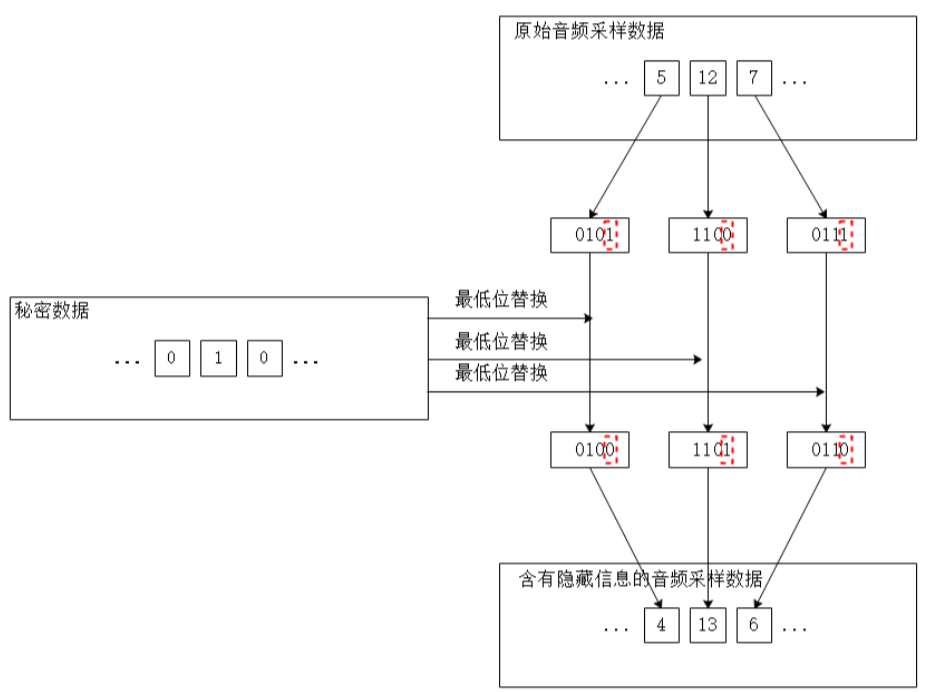 原始音频采样数据
... 5 12 7 ...
0101 1100 0111
秘密数据
... 0 1 0 ...
最低位替换
最低位替换
最低位替换
0100 1101 0110
含有隐藏信息的音频采样数据
... 4 13 6 ...